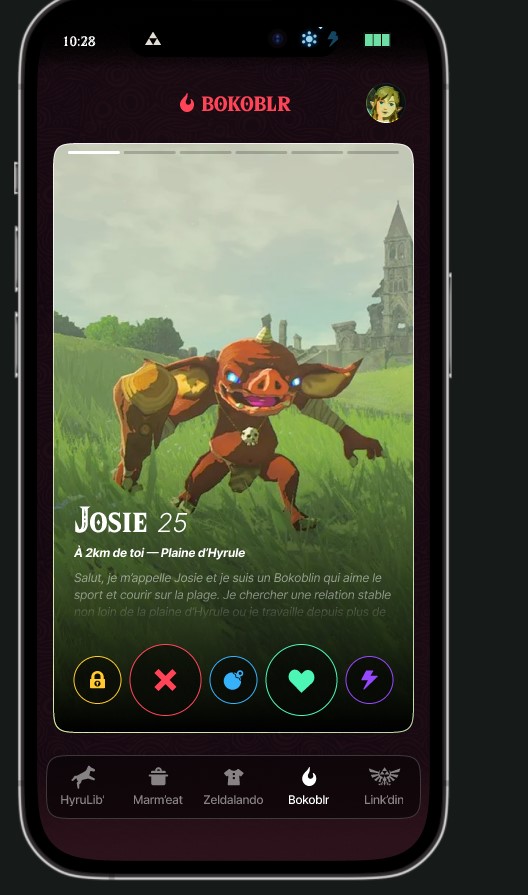 10:28
BOKOBLR
Josie 25
À 2km de toi — Plaine d'Hyrule
Salut, je m'appelle Josie et je suis un Bokoblin qui aime le
sport et courir sur la plage. Je chercher une relation stable
non loin de la plaine d'Hyrule ou je travaille depuis plus de
HyruLib'
Marm'eat
Zeldalando
Bokoblr
Link'din